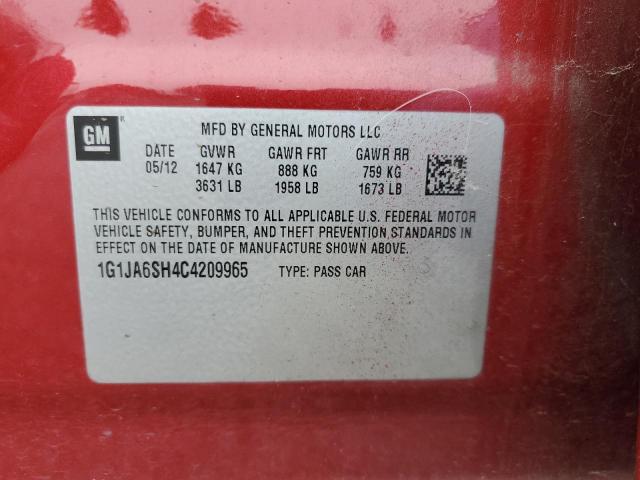 GM
MFD BY GENERAL MOTORS LLC
DATE GVWR GAWR FRT GAWR RR
05/12 1647 KG 888 KG 759 KG
3631 LB 1958 LB 1673 LB
THIS VEHICLE CONFORMS TO ALL APPLICABLE U.S. FEDERAL MOTOR
VEHICLE SAFETY, BUMPER, AND THEFT PREVENTION STANDARDS IN
EFFECT ON THE DATE OF MANUFACTURE SHOWN ABOVE.
1G1JA6SH4C4209965 TYPE: PASS CAR